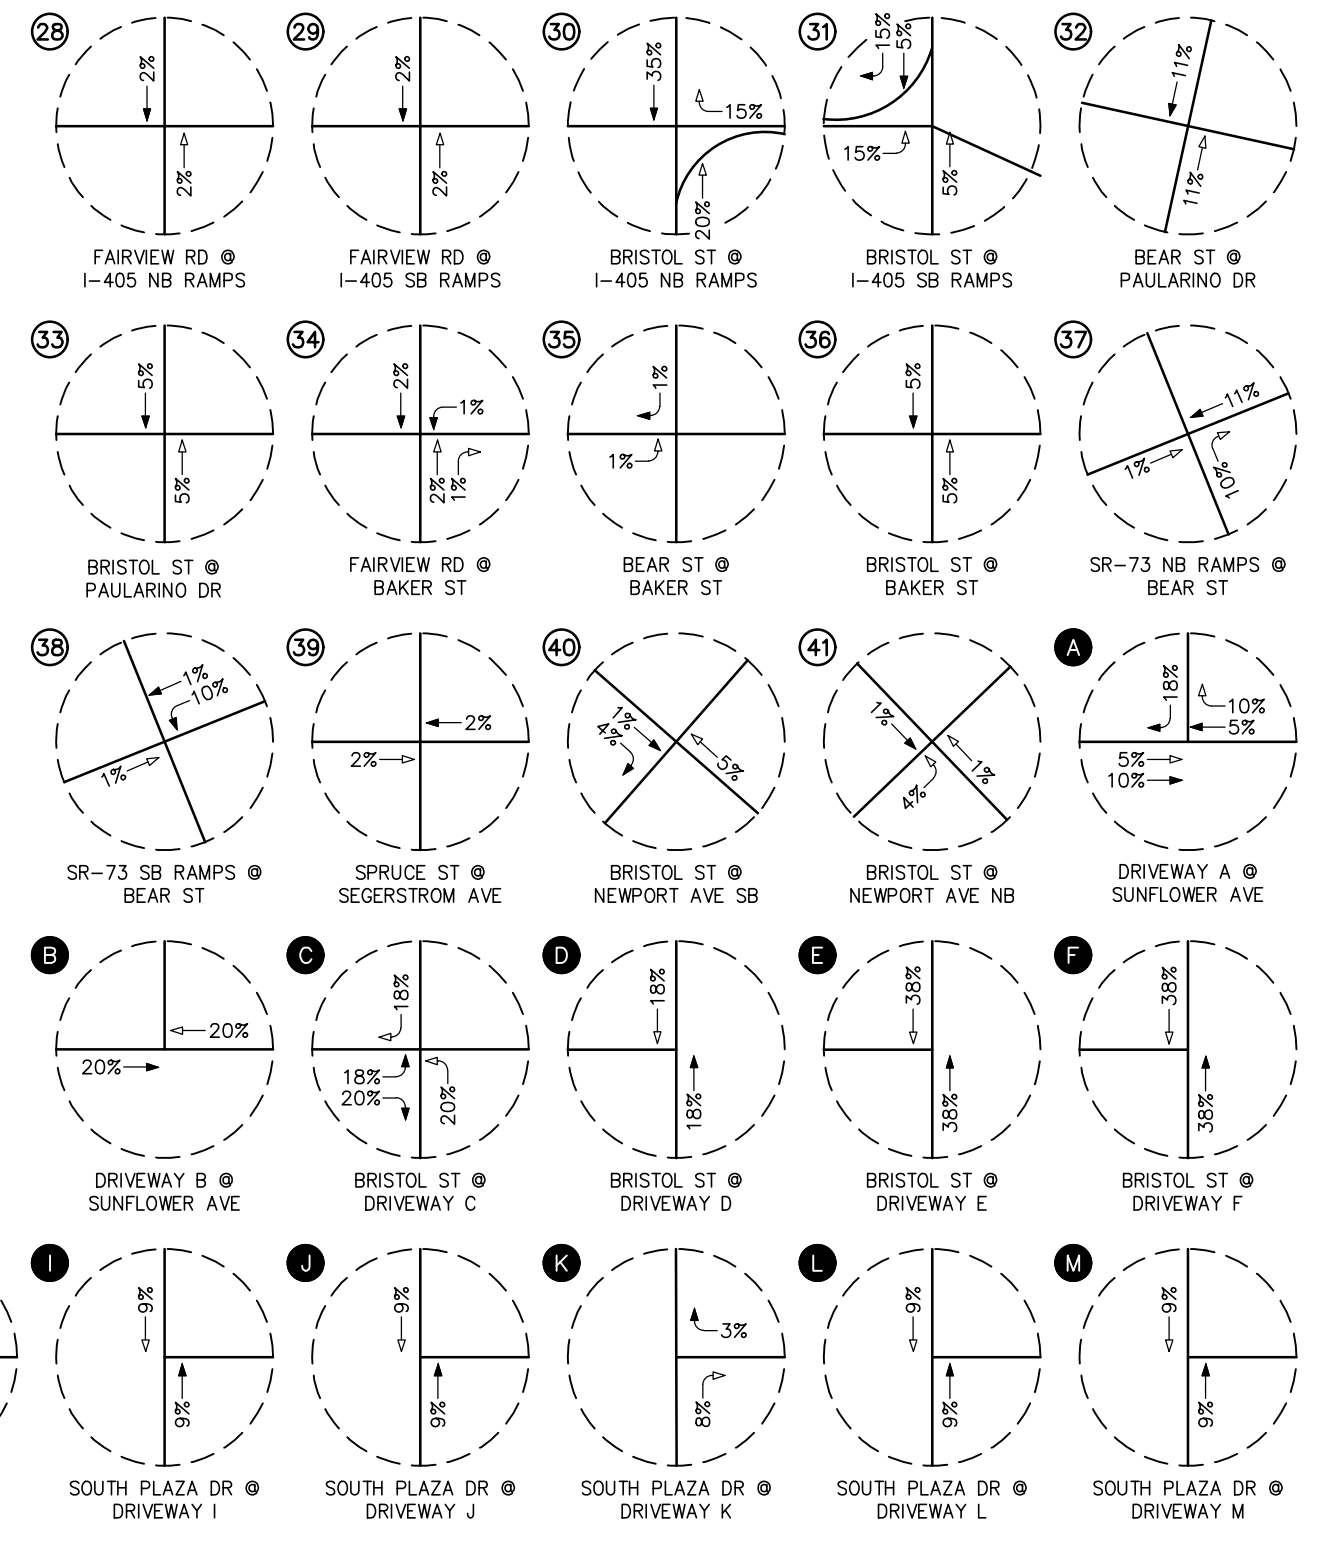 28
2%
2%
FAIRVIEW RD @
I-405 NB RAMPS
29
2%
2%
FAIRVIEW RD @
I-405 SB RAMPS
30
35%
15%
20%
BRISTOL ST @
I-405 NB RAMPS
31
15%
5%
15%
5%
BRISTOL ST @
I-405 SB RAMPS
32
11%
11%
BEAR ST @
PAULARINO DR
33
5%
5%
BRISTOL ST @
PAULARINO DR
34
2%
1%
2%
1%
FAIRVIEW RD @
BAKER ST
35
1%
1%
BEAR ST @
BAKER ST
36
5%
5%
BRISTOL ST @
BAKER ST
37
11%
1%
10%
SR-73 NB RAMPS @
BEAR ST
38
1%
10%
1%
SR-73 SB RAMPS @
BEAR ST
39
2%
2%
SPRUCE ST @
SEGERSTROM AVE
40
1%
4%
5%
BRISTOL ST @
NEWPORT AVE SB
41
1%
4%
1%
BRISTOL ST @
NEWPORT AVE NB
A
18%
10%
5%
5%
10%
DRIVEWAY A @
SUNFLOWER AVE
B
20%
20%
DRIVEWAY B @
SUNFLOWER AVE
C
18%
18%
20%
20%
BRISTOL ST @
DRIVEWAY C
D
18%
18%
BRISTOL ST @
DRIVEWAY D
E
38%
38%
BRISTOL ST @
DRIVEWAY E
F
38%
38%
BRISTOL ST @
DRIVEWAY F
I
9%
9%
SOUTH PLAZA DR @
DRIVEWAY I
J
9%
9%
SOUTH PLAZA DR @
DRIVEWAY J
K
3%
8%
SOUTH PLAZA DR @
DRIVEWAY K
L
9%
9%
SOUTH PLAZA DR @
DRIVEWAY L
M
9%
9%
SOUTH PLAZA DR @
DRIVEWAY M